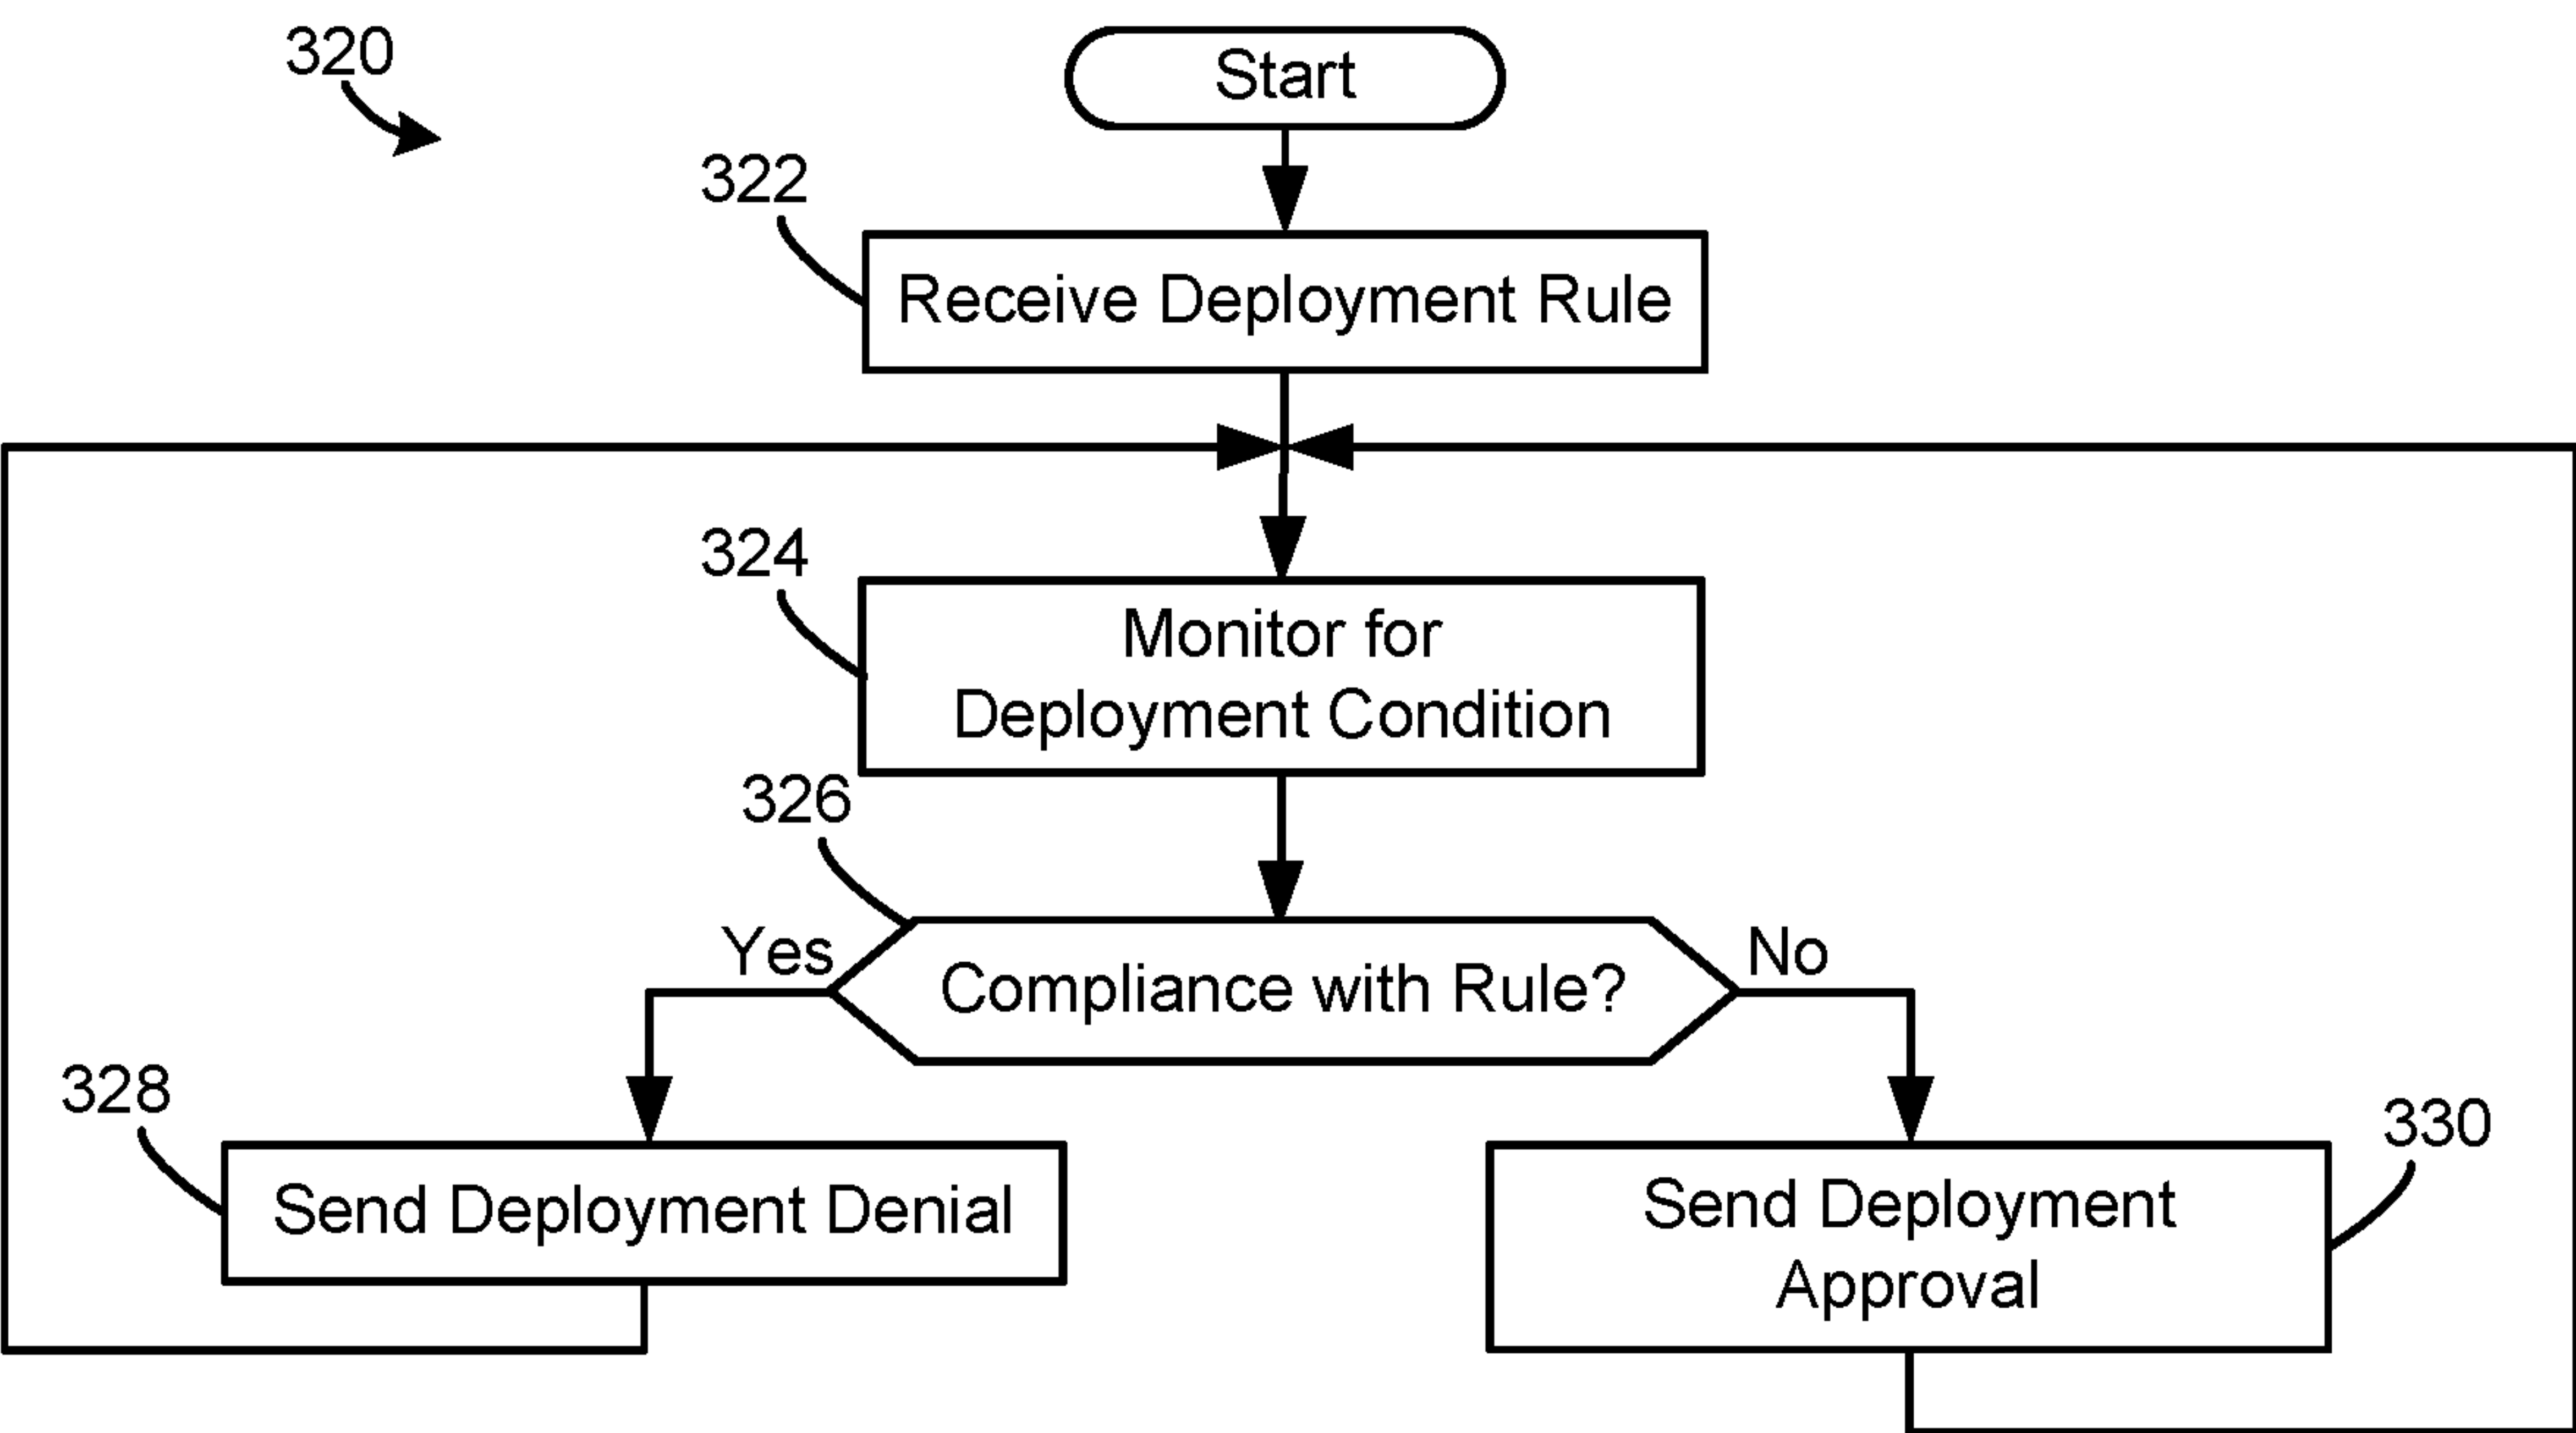 320
Start
322
Receive Deployment Rule
324
Monitor for
Deployment Condition
326
Yes
Compliance with Rule?
No
328
Send Deployment Denial
330
Send Deployment
Approval